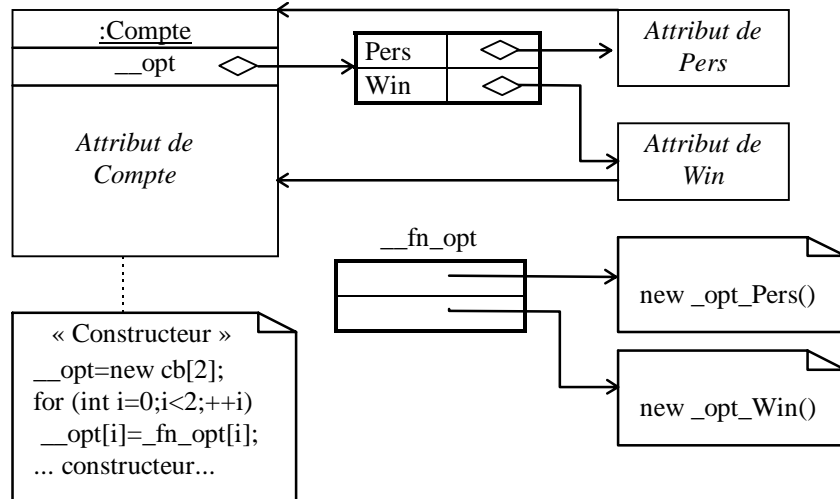 :Compte
__opt
Attribut de
Compte
Pers
Win
Attribut de
Pers
Attribut de
Win
__fn_opt
new _opt_Pers()
new _opt_Win()
« Constructeur »
__opt=new cb[2];
for (int i=0;i<2;++i)
__opt[i]=_fn_opt[i];
... constructeur...